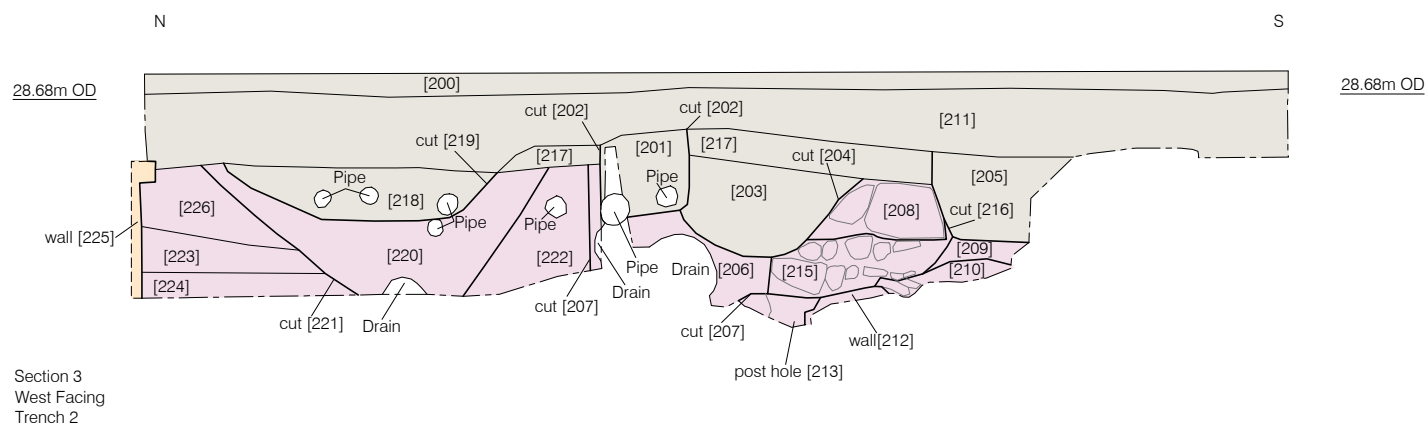 N
S
28.68m OD
28.68m OD
[200]
cut [202]
cut [202]
[211]
cut [219]
[217]
[201]
[217]
cut [204]
Pipe
[218]
Pipe
[203]
[205]
[226]
[208]
cut [216]
wall [225]
Pipe
Pipe
[223]
[220]
[222]
Pipe
Drain
[206]
[215]
[209]
[210]
[224]
Drain
cut [207]
cut [221]
Drain
cut [207]
wall[212]
post hole [213]
Section 3
West Facing
Trench 2